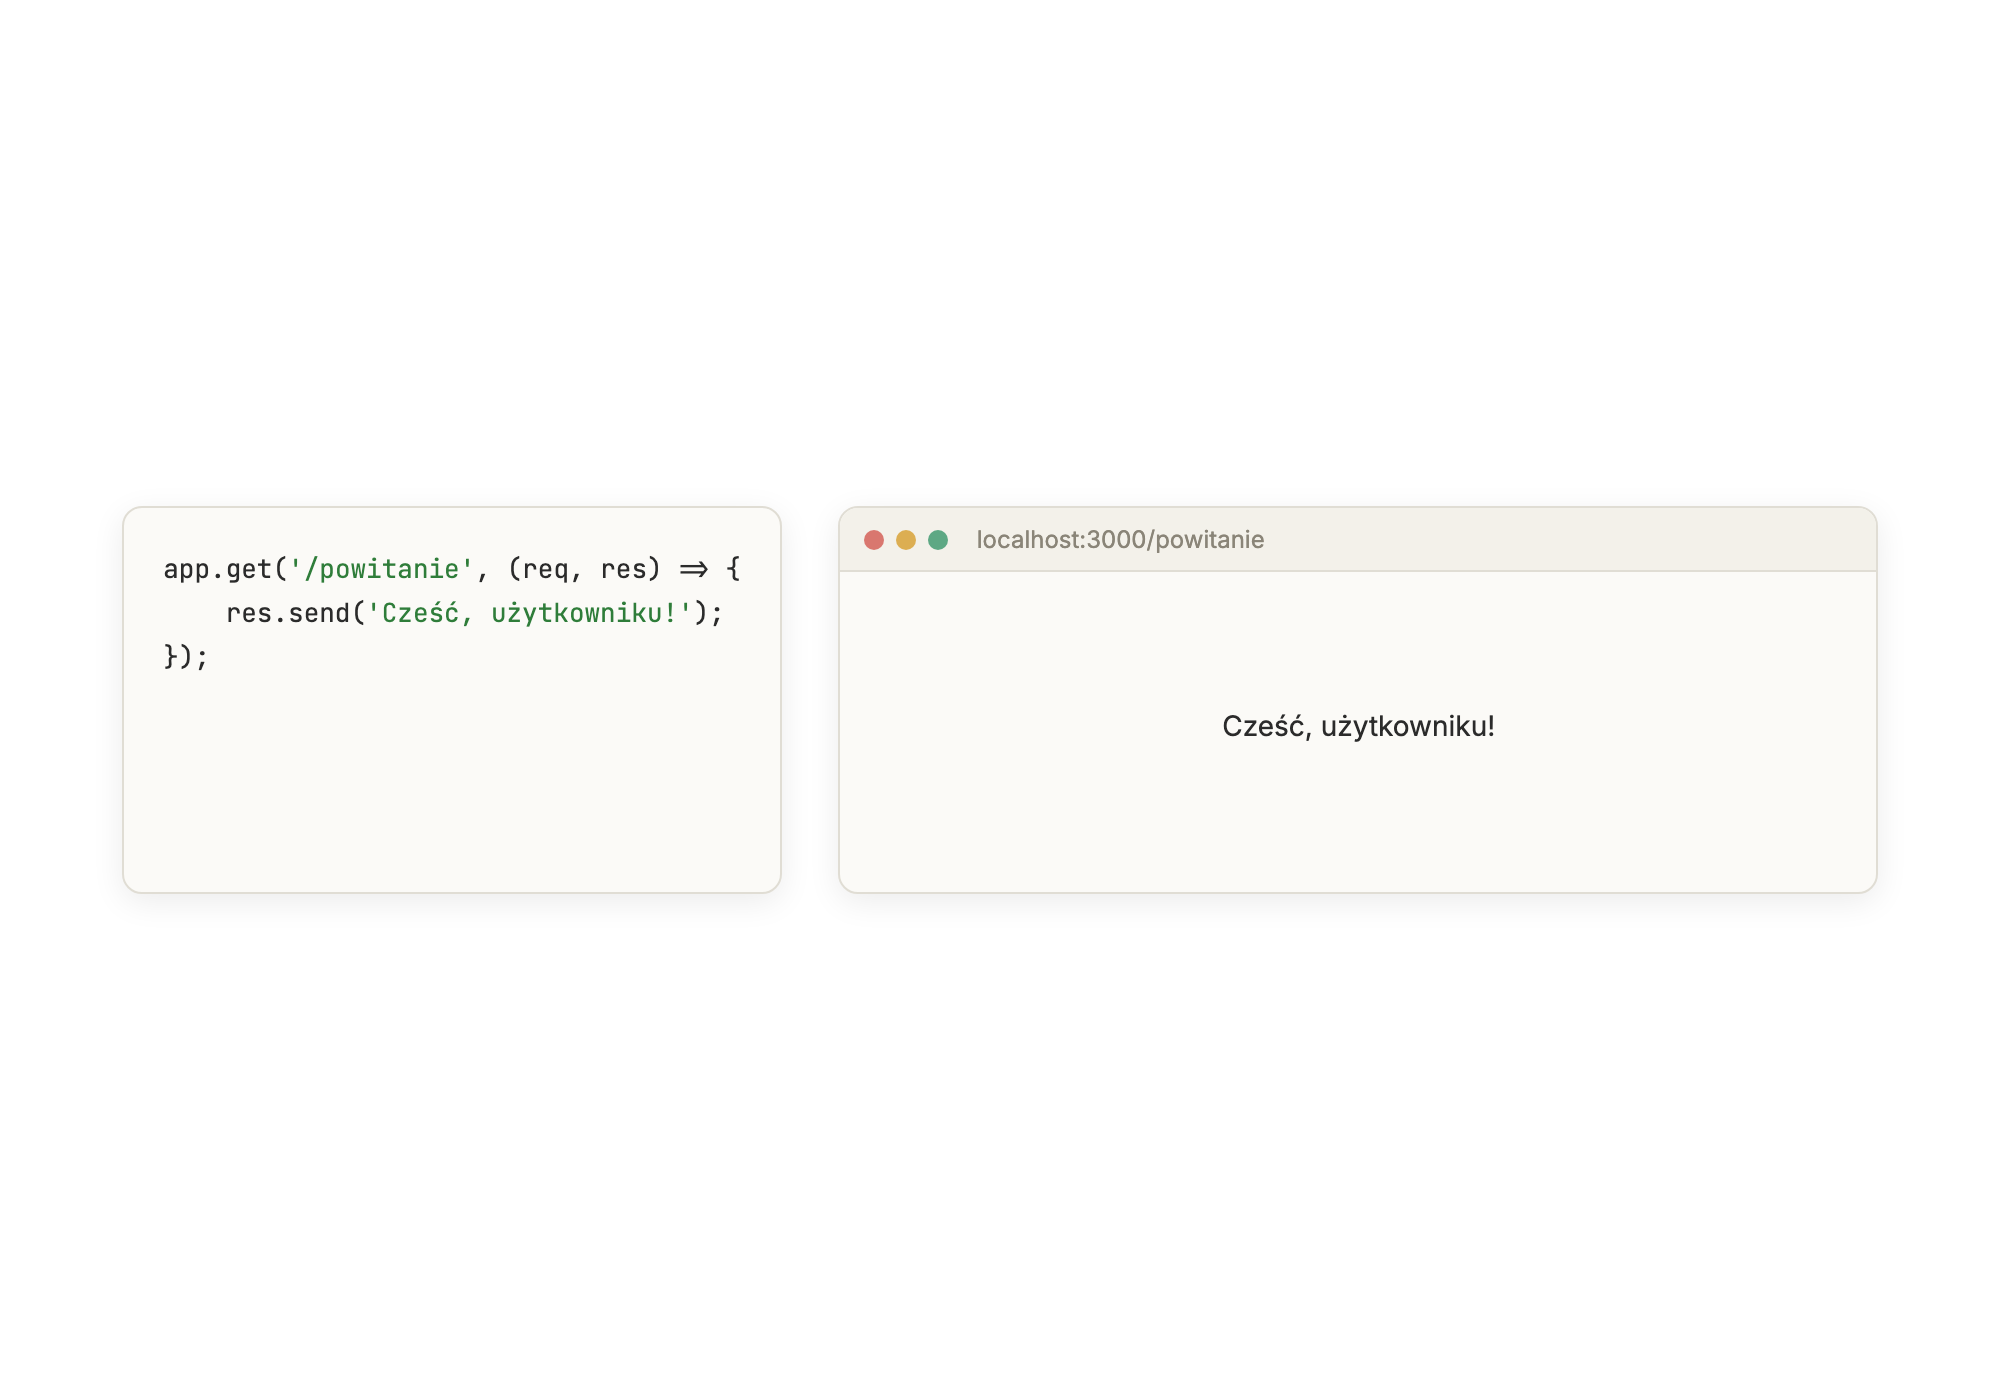 app.get('/powitanie', (req, res) => {
    res.send('Cześć, użytkowniku!');
});
localhost:3000/powitanie
Cześć, użytkowniku!